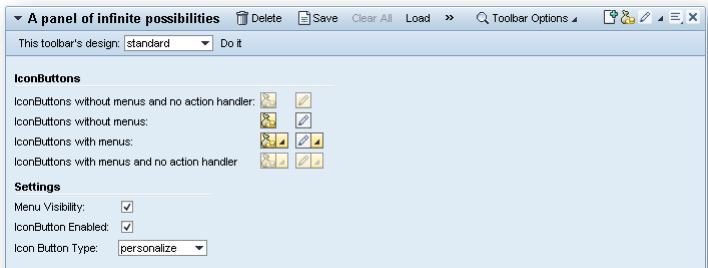 A panel of infinite possibilities Delete Save Clear All Load » Toolbar Options
This toolbar's design: standard Do it
IconButtons
IconButtons without menus and no action handler:
IconButtons without menus:
IconButtons with menus:
IconButtons with menus and no action handler
Settings
Menu Visibility:
IconButton Enabled:
Icon Button Type: personalize